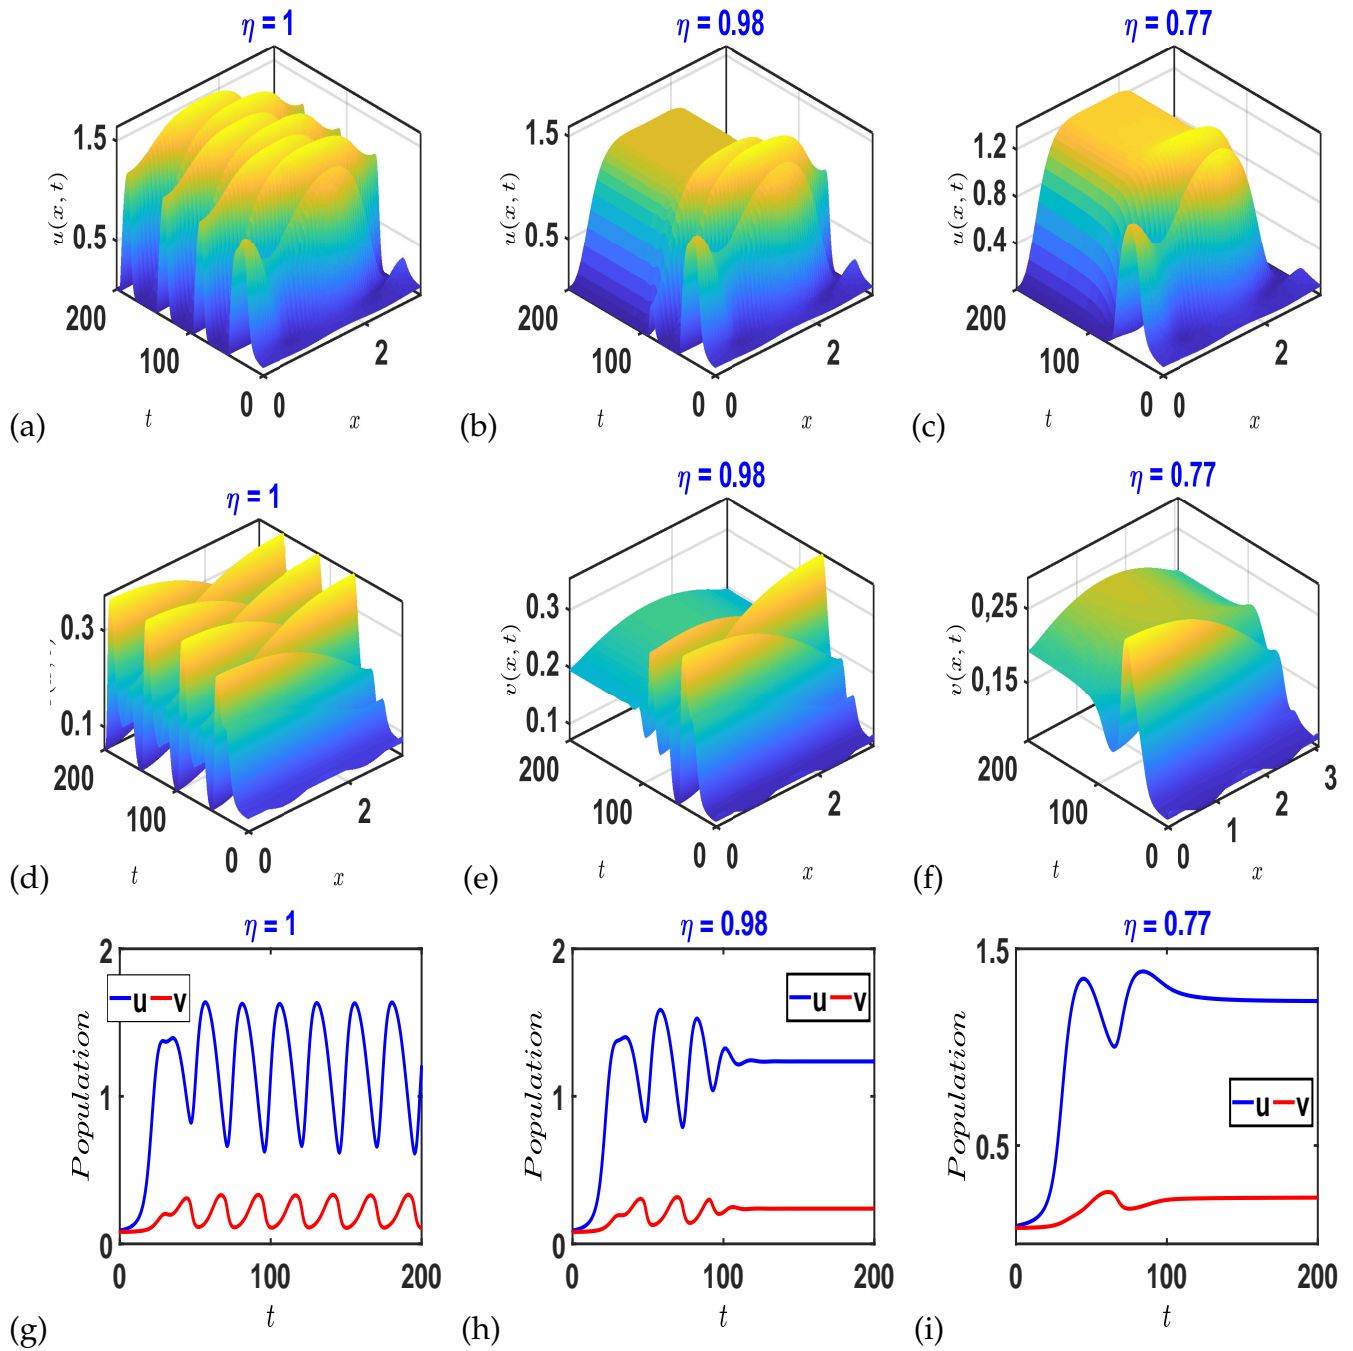 η = 1
η = 0.98
η = 0.77
1.5
0.5
u(x, t)
200
100
0
0
2
t
x
(a)
1.5
0.5
u(x, t)
200
100
0
0
2
t
x
(b)
1.2
0.8
0.4
u(x, t)
200
100
0
0
2
t
x
(c)
η = 1
η = 0.98
η = 0.77
0.3
0.1
200
100
0
0
2
t
x
(d)
0.3
0.2
0.1
v(x, t)
200
100
0
0
2
t
x
(e)
0,25
0,15
v(x, t)
200
100
0
0
1
2
3
t
x
(f)
η = 1
η = 0.98
η = 0.77
2
1
0
Population
u v
0
100
200
t
(g)
2
1
0
Population
u v
0
100
200
t
(h)
1.5
1
0.5
Population
u v
0
100
200
t
(i)